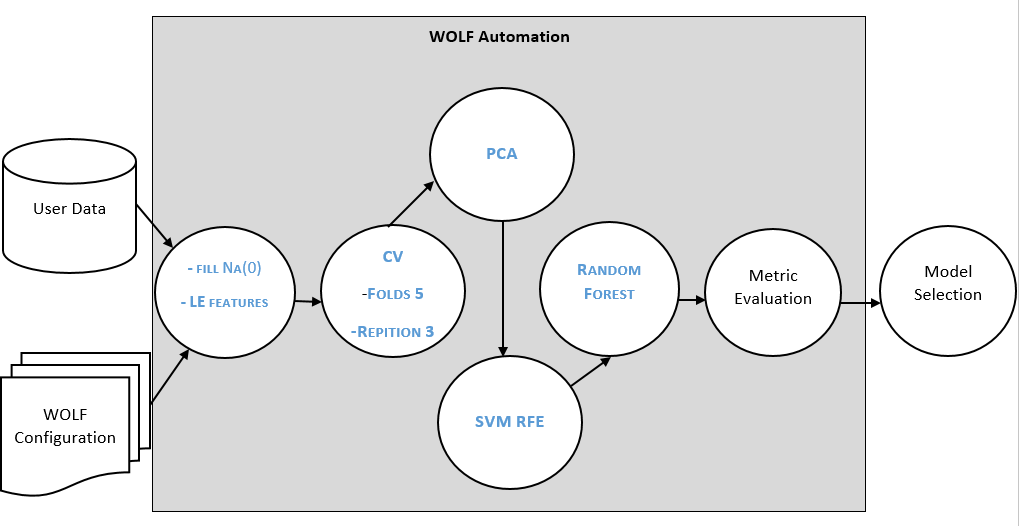 WOLF Automation
User Data
WOLF
Configuration
- FILL NA(0)
- LE FEATURES
CV
-FOLDS 5
-REPITION 3
PCA
SVM RFE
RANDOM
FOREST
Metric
Evaluation
Model
Selection